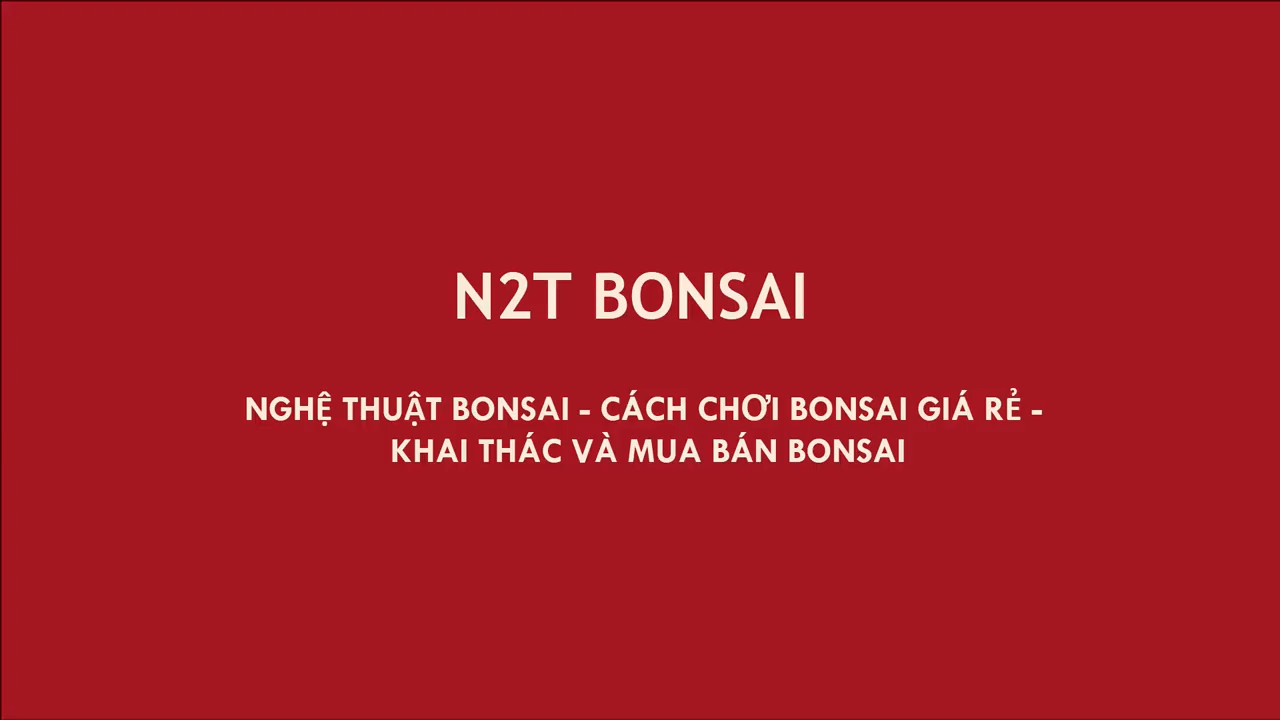 N2T BONSAI
NGHỆ THUẬT BONSAI - CÁCH CHƠI BONSAI GIÁ RẺ -
KHAI THÁC VÀ MUA BÁN BONSAI